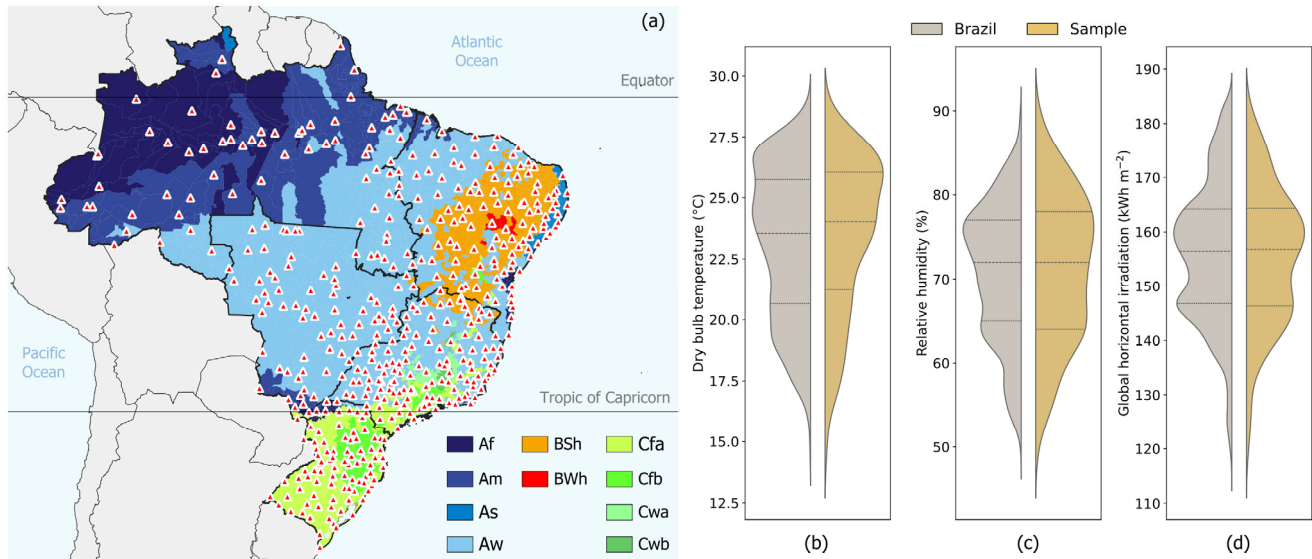 (a)
Atlantic
Ocean
Equator
Pacific
Ocean
Tropic of Capricorn
Af
Am
As
Aw
BSh
BWh
Cfa
Cfb
Cwa
Cwb
Brazil
Sample
Dry bulb temperature (°C)
30.0
27.5
25.0
22.5
20.0
17.5
15.0
12.5
(b)
Relative humidity (%)
90
80
70
60
50
(c)
Global horizontal irradiation (kWh m⁻²)
190
180
170
160
150
140
130
120
110
(d)